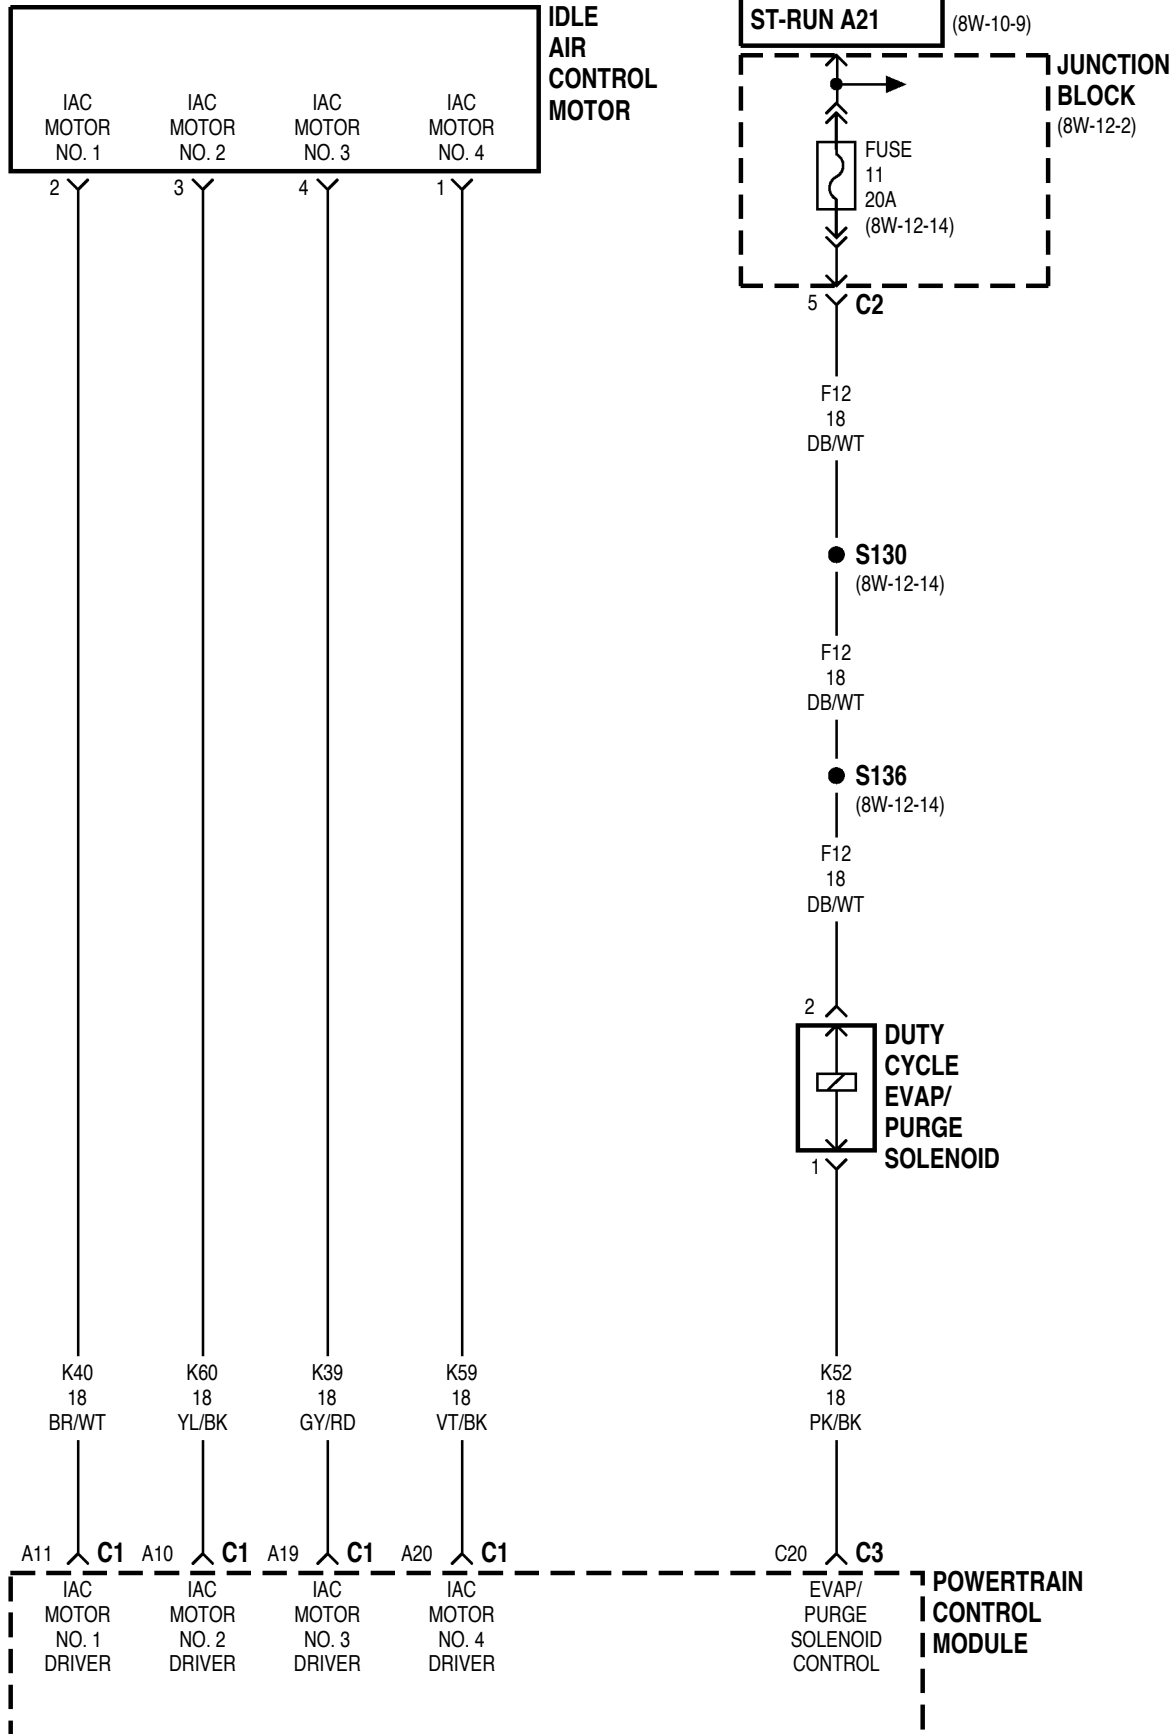 IDLE
AIR
CONTROL
MOTOR
IAC
MOTOR
NO. 1
IAC
MOTOR
NO. 2
IAC
MOTOR
NO. 3
IAC
MOTOR
NO. 4
2
3
4
1
ST-RUN A21
(8W-10-9)
JUNCTION
BLOCK
(8W-12-2)
FUSE
11
20A
(8W-12-14)
5
C2
F12
18
DB/WT
S130
(8W-12-14)
F12
18
DB/WT
S136
(8W-12-14)
F12
18
DB/WT
2
DUTY
CYCLE
EVAP/
PURGE
SOLENOID
1
K40
18
BR/WT
K60
18
YL/BK
K39
18
GY/RD
K59
18
VT/BK
K52
18
PK/BK
A11
C1
A10
C1
A19
C1
A20
C1
C20
C3
IAC
MOTOR
NO. 1
DRIVER
IAC
MOTOR
NO. 2
DRIVER
IAC
MOTOR
NO. 3
DRIVER
IAC
MOTOR
NO. 4
DRIVER
EVAP/
PURGE
SOLENOID
CONTROL
POWERTRAIN
CONTROL
MODULE